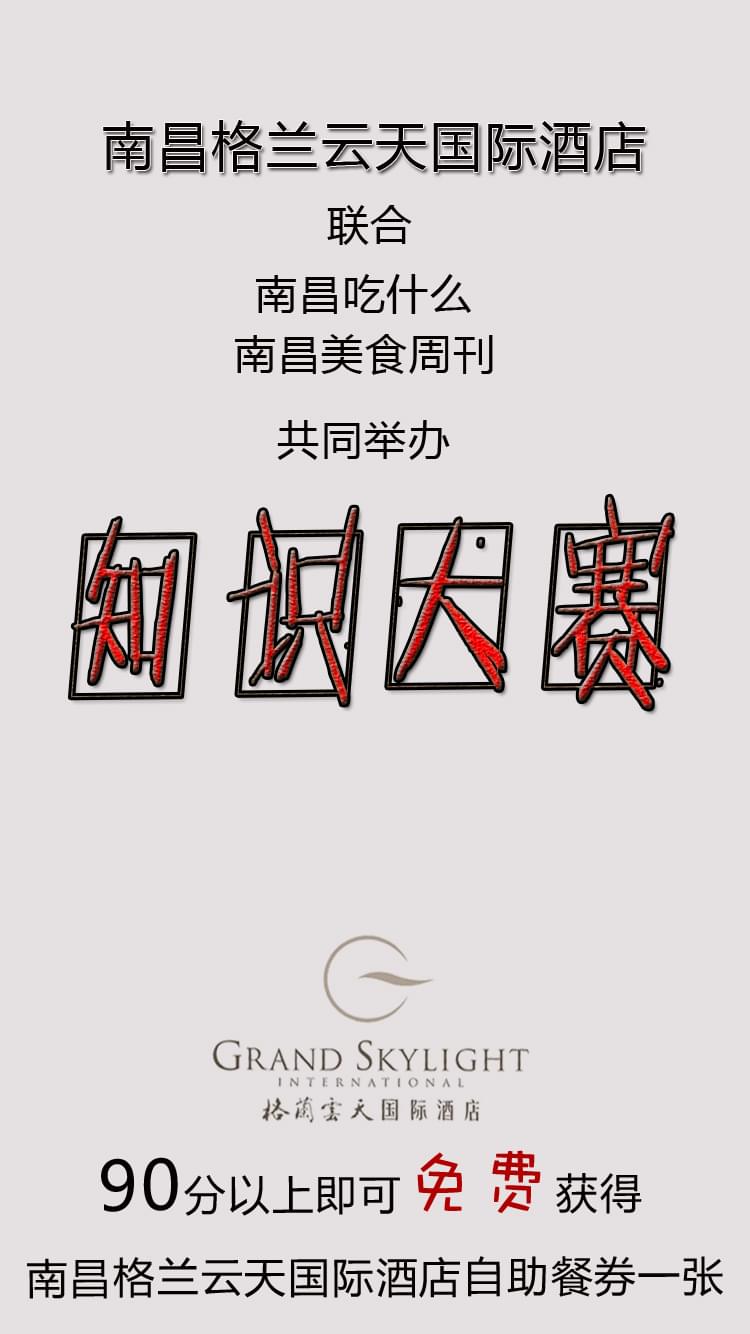 南昌格兰云天国际酒店
联合
南昌吃什么
南昌美食周刊
共同举办
知识大赛
GRAND SKYLIGHT
INTERNATIONAL
格蘭雲天国际酒店
90分以上即可免费获得
南昌格兰云天国际酒店自助餐券一张